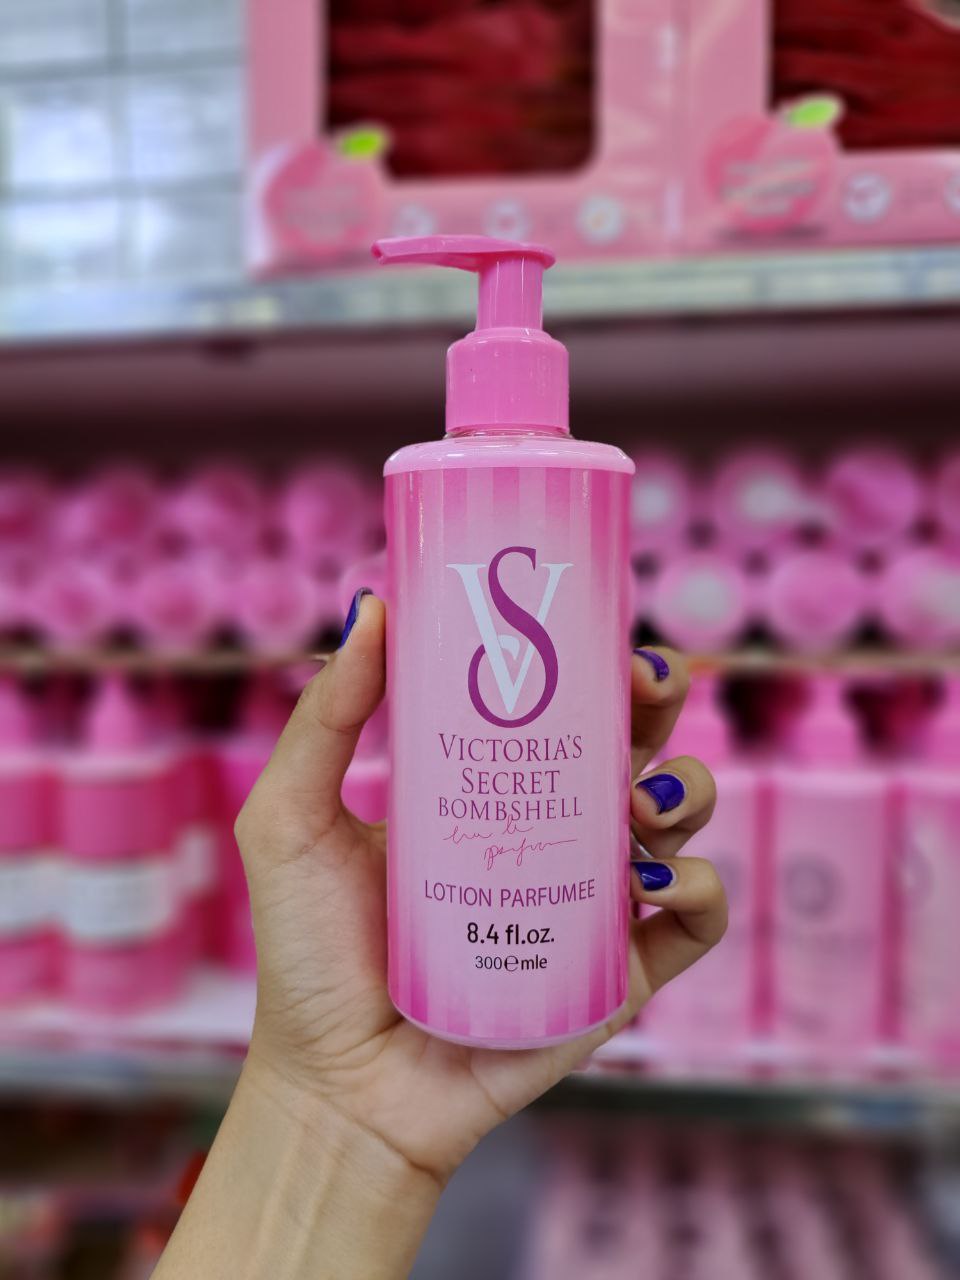 VS
VICTORIA'S
SECRET
BOMBSHELL
LOTION PARFUMEE
8.4 fl.oz.
300℮mle